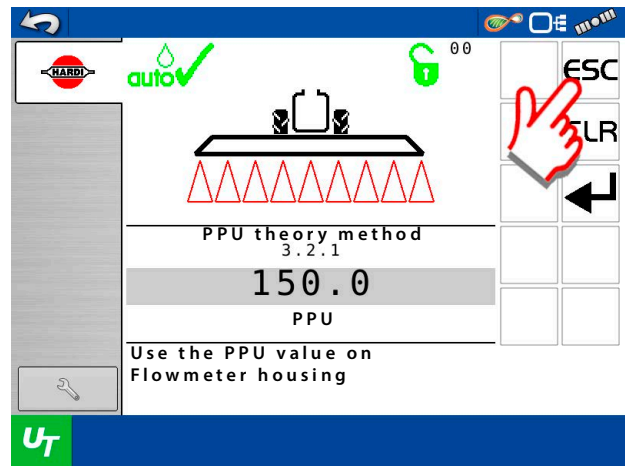 HARDI
auto
00
ESC
CLR
PPU theory method
3.2.1
150.0
PPU
Use the PPU value on
Flowmeter housing
UT